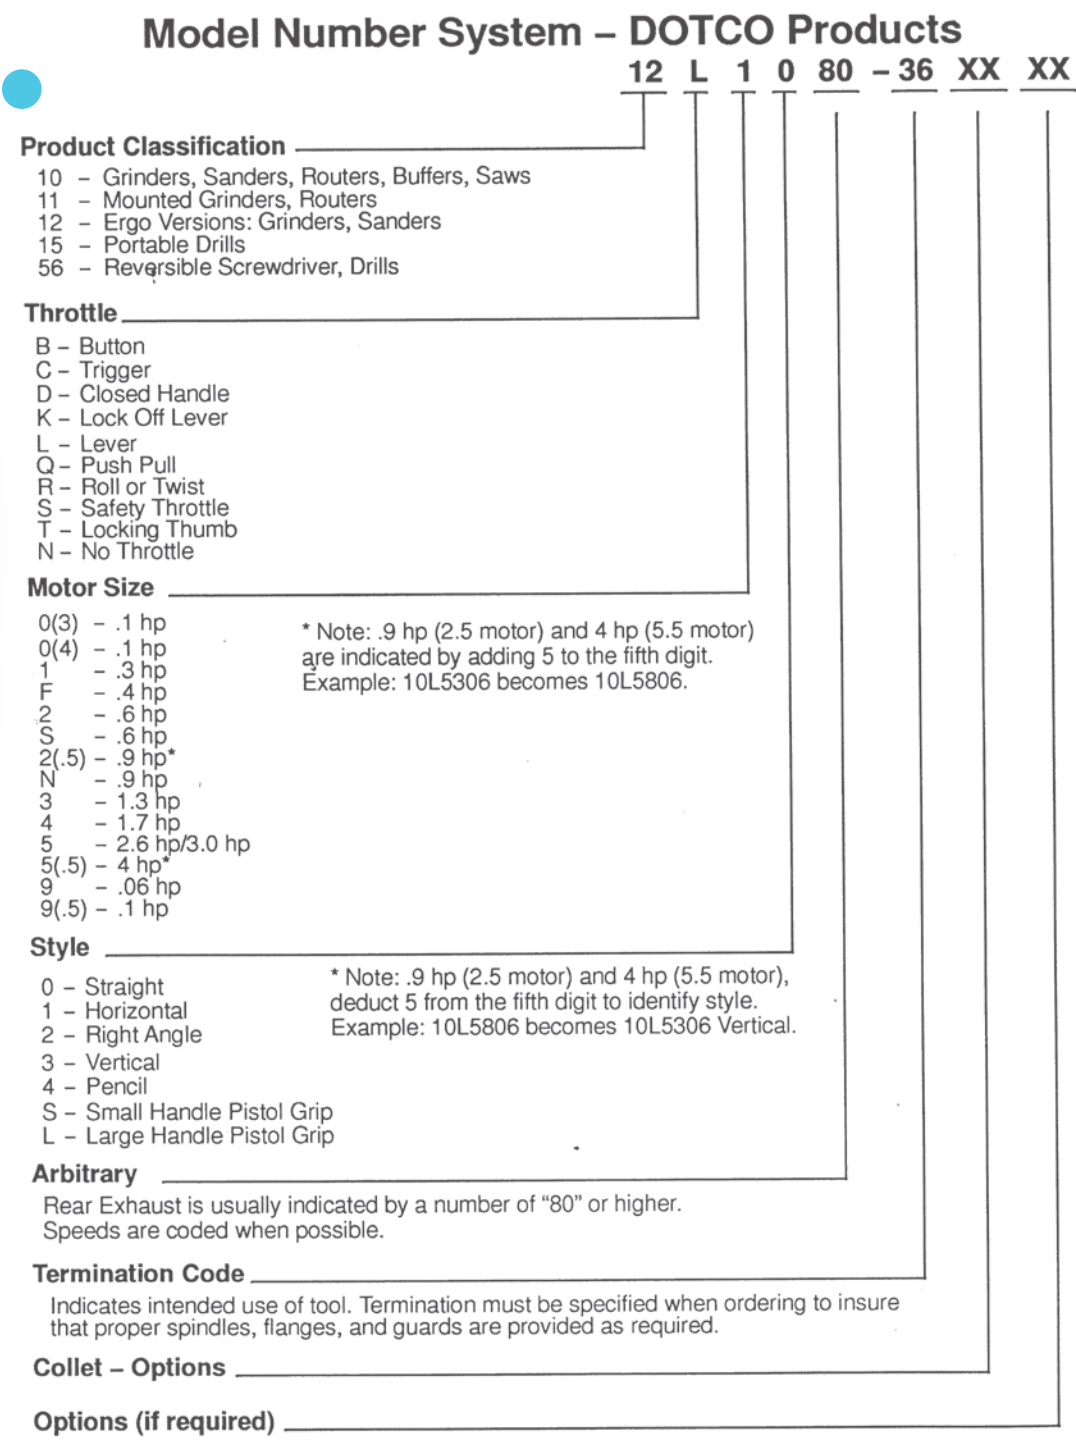 Model Number System – DOTCO Products
12 L 1 0 80 – 36 XX XX
Product Classification
10 – Grinders, Sanders, Routers, Buffers, Saws
11 – Mounted Grinders, Routers
12 – Ergo Versions: Grinders, Sanders
15 – Portable Drills
56 – Reversible Screwdriver, Drills
Throttle
B – Button
C – Trigger
D – Closed Handle
K – Lock Off Lever
L – Lever
Q – Push Pull
R – Roll or Twist
S – Safety Throttle
T – Locking Thumb
N – No Throttle
Motor Size
0(3) – .1 hp
0(4) – .1 hp
1 – .3 hp
F – .4 hp
2 – .6 hp
S – .6 hp
2(.5) – .9 hp*
N – .9 hp
3 – 1.3 hp
4 – 1.7 hp
5 – 2.6 hp/3.0 hp
5(.5) – 4 hp*
9 – .06 hp
9(.5) – .1 hp
* Note: .9 hp (2.5 motor) and 4 hp (5.5 motor)
are indicated by adding 5 to the fifth digit.
Example: 10L5306 becomes 10L5806.
Style
0 – Straight
1 – Horizontal
2 – Right Angle
3 – Vertical
4 – Pencil
S – Small Handle Pistol Grip
L – Large Handle Pistol Grip
* Note: .9 hp (2.5 motor) and 4 hp (5.5 motor),
deduct 5 from the fifth digit to identify style.
Example: 10L5806 becomes 10L5306 Vertical.
Arbitrary
Rear Exhaust is usually indicated by a number of “80” or higher.
Speeds are coded when possible.
Termination Code
Indicates intended use of tool. Termination must be specified when ordering to insure
that proper spindles, flanges, and guards are provided as required.
Collet – Options
Options (if required)